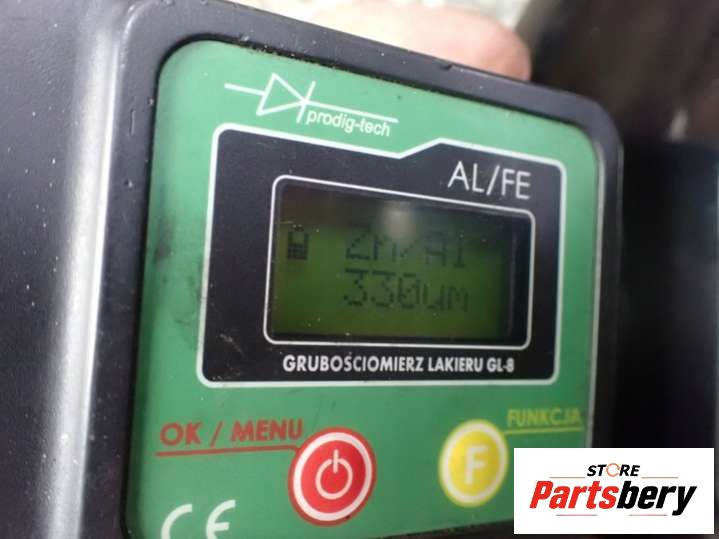 prodig-tech
AL/FE
Zn/Al
330um
GRUBOŚCIOMIERZ LAKIERU GL-8
OK / MENU
FUNKCJA
F
CE
STORE
Partsbery